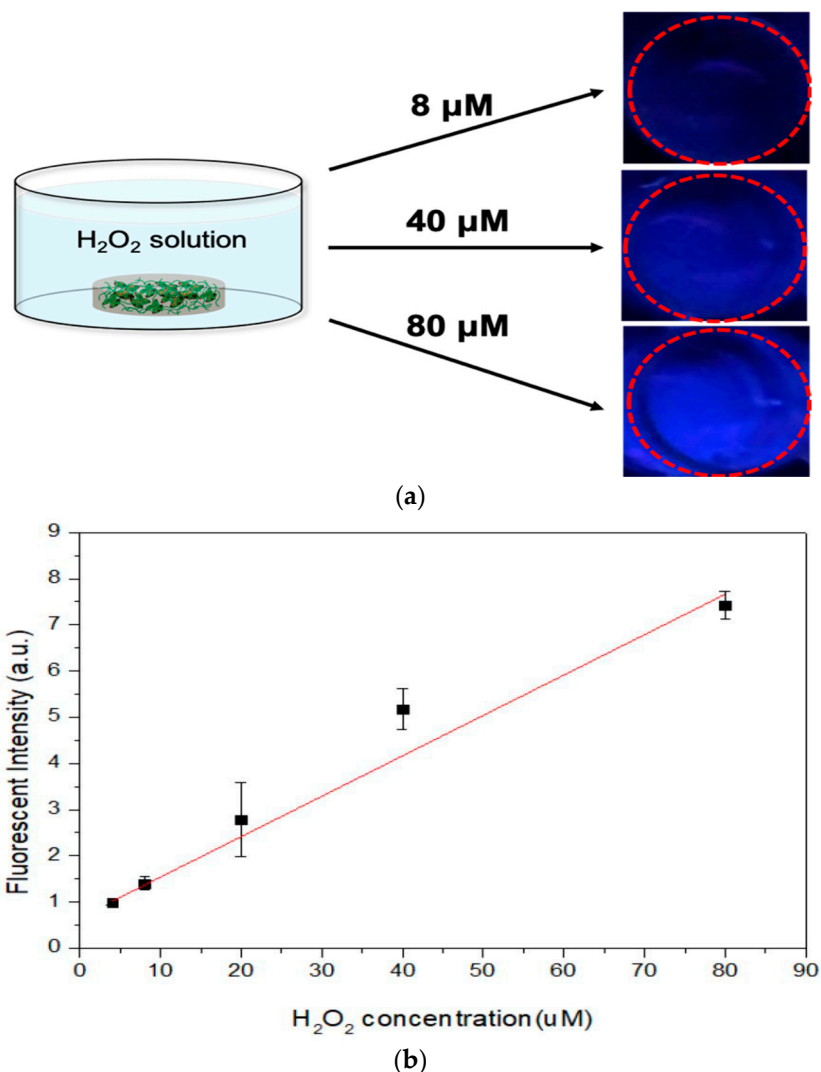 8 µM
H₂O₂ solution
40 µM
80 µM
(a)
9
8
7
6
5
4
3
2
1
0
Fluorescent Intensity (a.u.)
0 10 20 30 40 50 60 70 80 90
H₂O₂ concentration (uM)
(b)